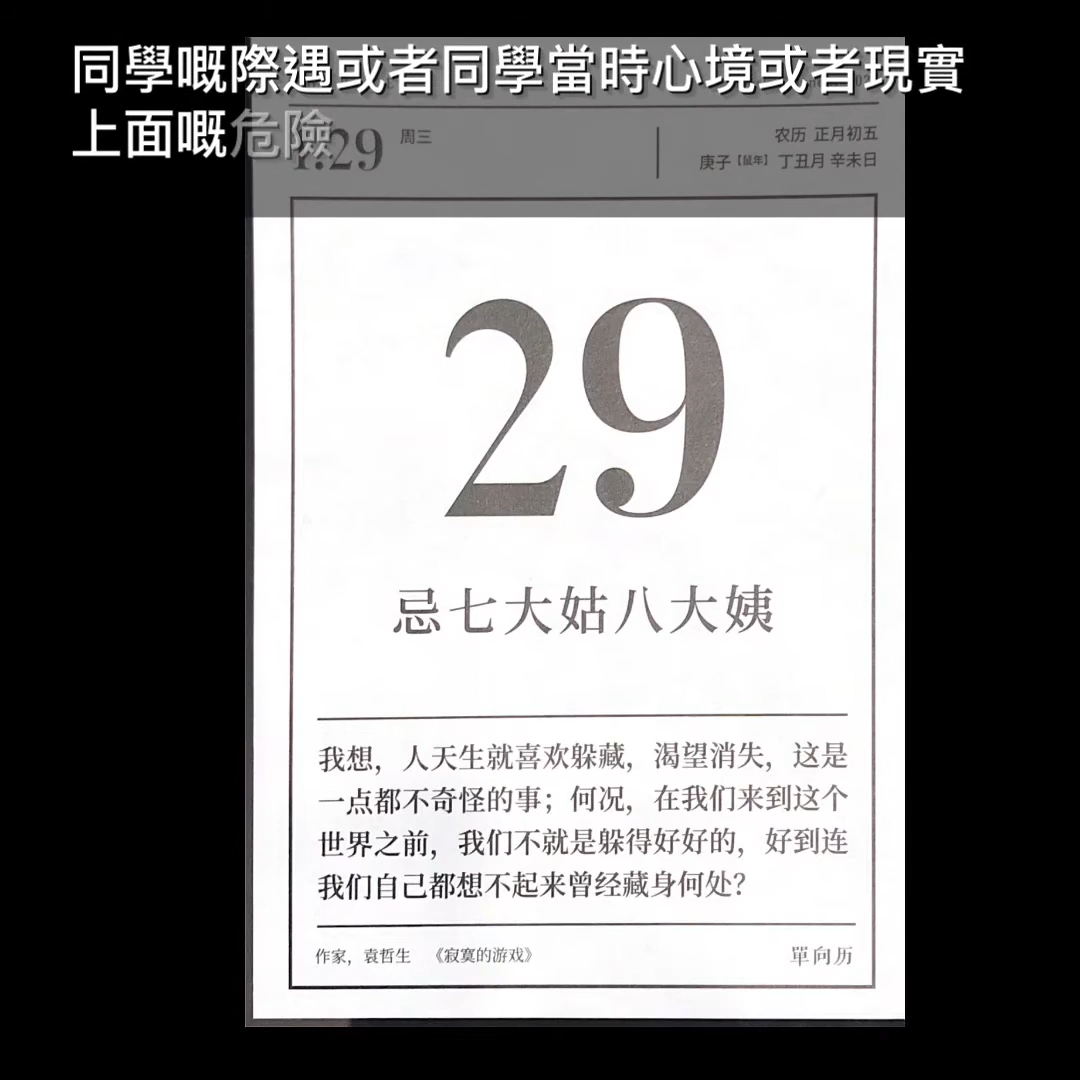 同學嘅際遇或者同學當時心境或者現實
上面嘅危險
1.29 周三
农历 正月初五
庚子【鼠年】丁丑月 辛未日
29
忌七大姑八大姨
我想，人天生就喜欢躲藏，渴望消失，这是
一点都不奇怪的事；何况，在我们来到这个
世界之前，我们不就是躲得好好的，好到连
我们自己都想不起来曾经藏身何处？
作家，袁哲生 《寂寞的游戏》
單向历